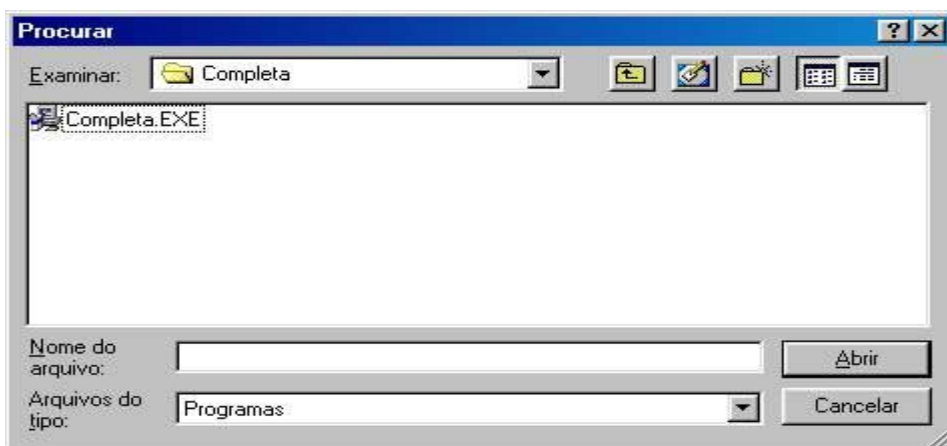 Procurar
Examinar: Completa
Completa.EXE
Nome do
arquivo:
Abrir
Arquivos do
tipo: Programas
Cancelar